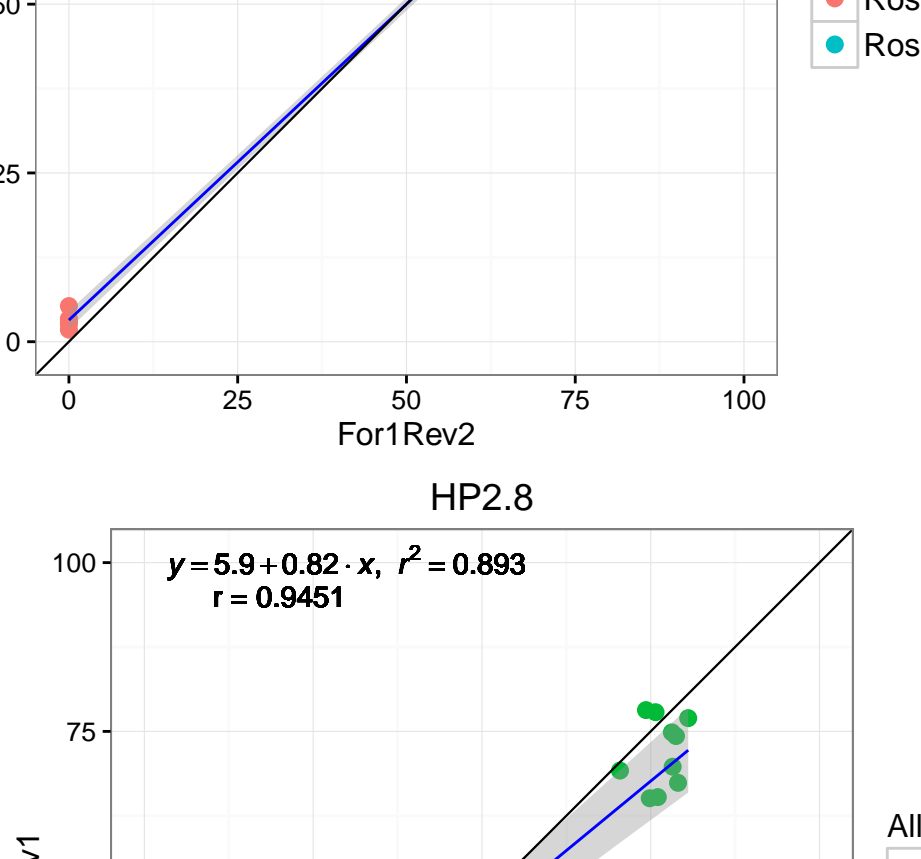 50
Ros
Ros
25
0
0 25 50 75 100
For1Rev2
HP2.8
100
y = 5.9 + 0.82 · x, r² = 0.893
r = 0.9451
75
v1
All